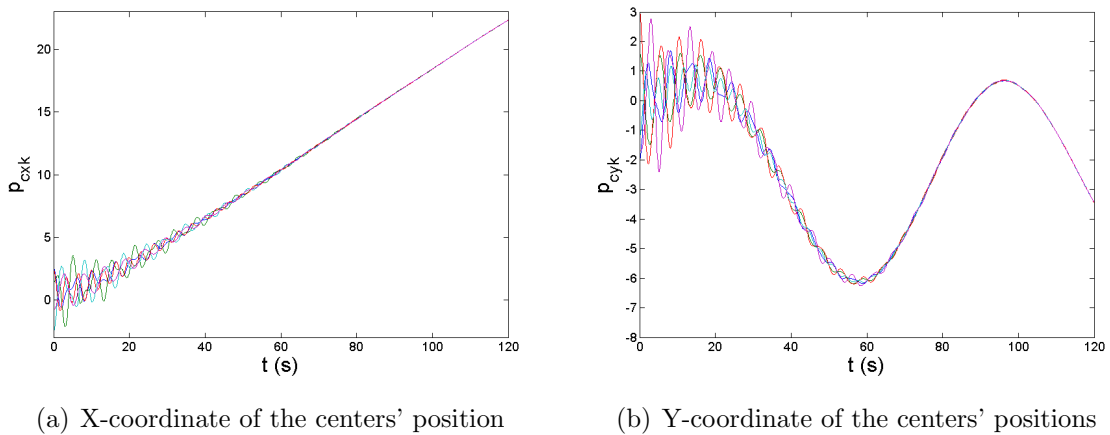 20
15
10
5
0
p_cxk
0 20 40 60 80 100 120
t (s)
(a) X-coordinate of the centers' position
3
2
1
0
-1
-2
-3
-4
-5
-6
-7
-8
p_cyk
0 20 40 60 80 100 120
t (s)
(b) Y-coordinate of the centers' positions